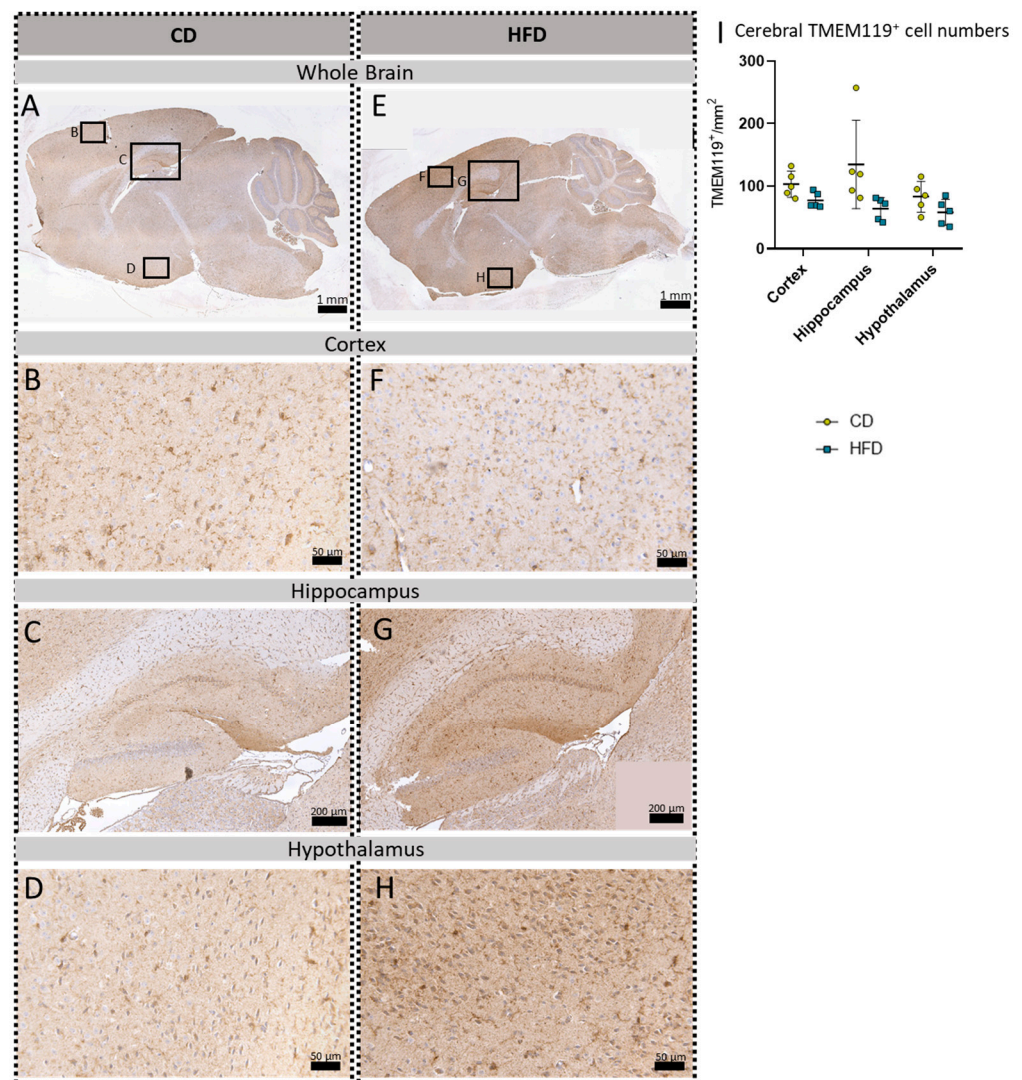 CD
HFD
Whole Brain
A
B
C
D
1 mm
E
F
G
H
1 mm
Cortex
B
50 µm
F
50 µm
Hippocampus
C
200 µm
G
200 µm
Hypothalamus
D
50 µm
H
50 µm
I Cerebral TMEM119⁺ cell numbers
TMEM119⁺/mm²
300
200
100
0
Cortex
Hippocampus
Hypothalamus
CD
HFD